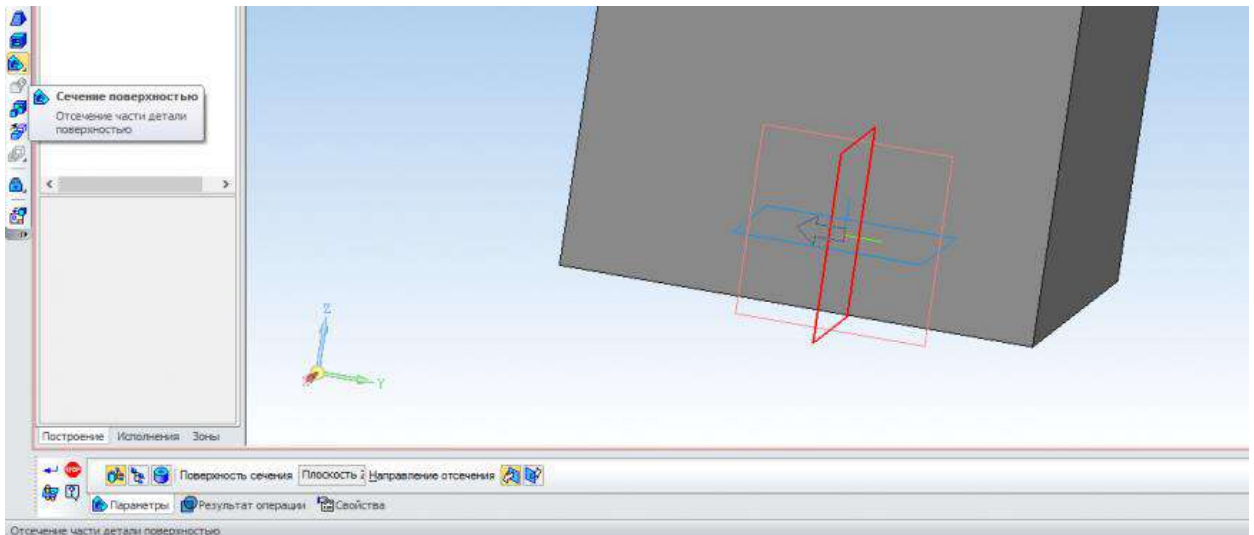 Сечение поверхностью
Отсечение части детали
поверхностью
Z
Y
Построение Исполнения Зоны
STOP
Поверхность сечения Плоскость Z Направление отсечения
Параметры Результат операции Свойства
Отсечение части детали поверхностью